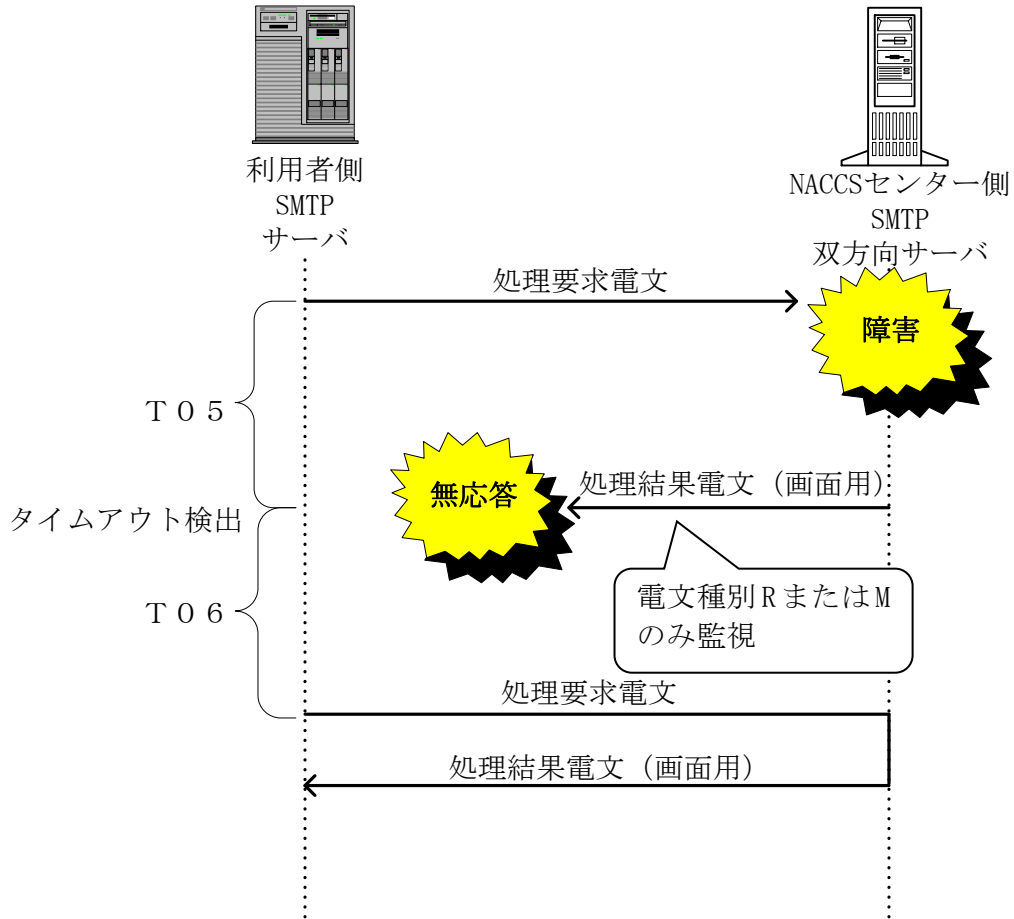 利用者側
SMTP
サーバ
NACCSセンター側
SMTP
双方向サーバ
処理要求電文
障害
T05
無応答
処理結果電文(画面用)
タイムアウト検出
電文種別RまたはM
のみ監視
T06
処理要求電文
処理結果電文(画面用)